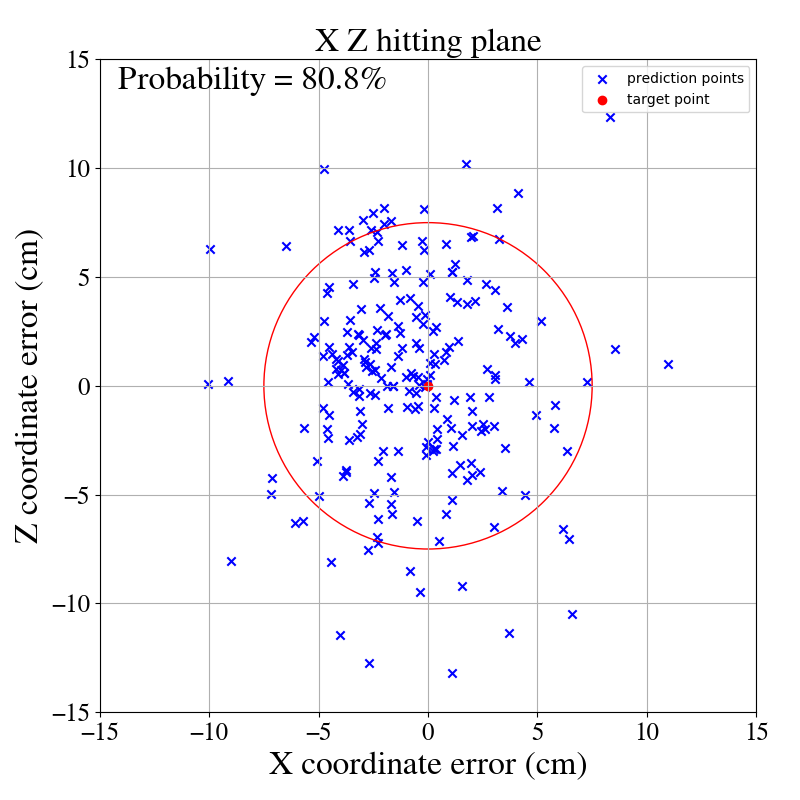 X Z hitting plane
Probability = 80.8%
prediction points
target point
15
10
5
0
−5
−10
−15
Z coordinate error (cm)
−15 −10 −5 0 5 10 15
X coordinate error (cm)